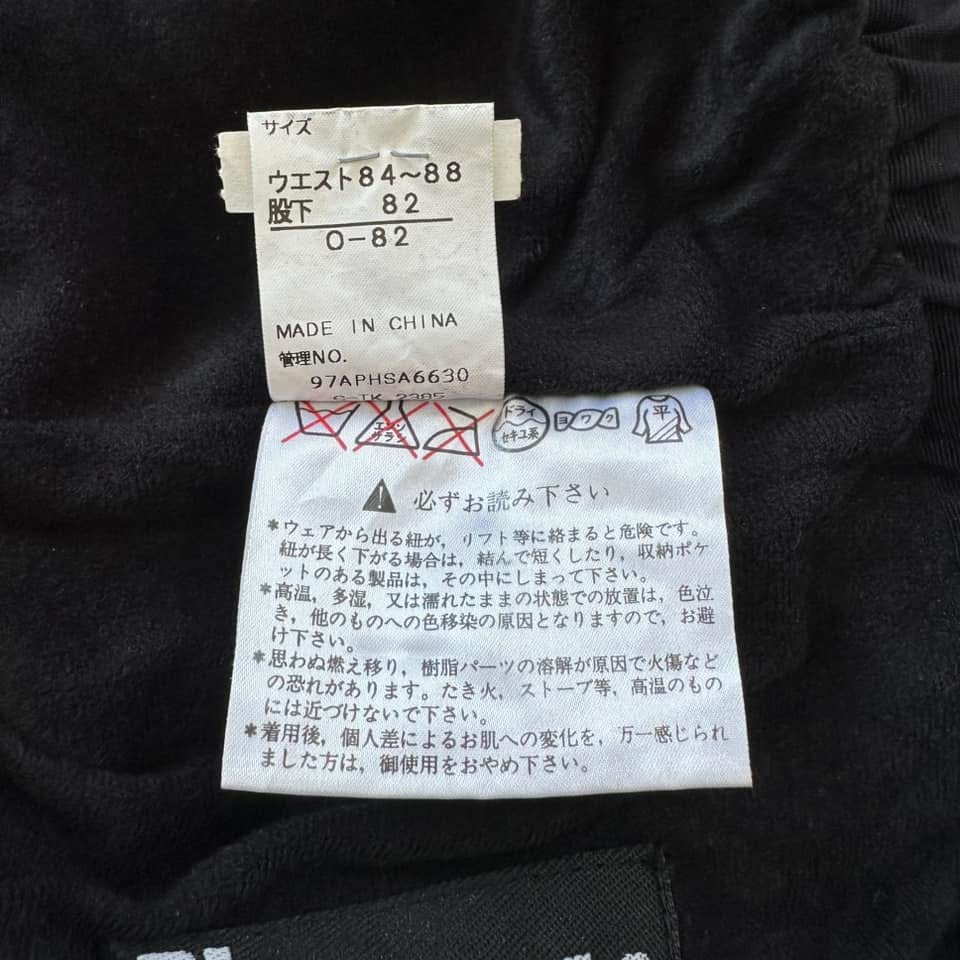 サイズ
ウエスト84～88
股下 82
O-82
MADE IN CHINA
管理NO.
97APHSA6630
エンソ
サラシ
ドライ
セキユ系
ヨワク
平
必ずお読み下さい
*ウェアから出る紐が，リフト等に絡まると危険です。
紐が長く下がる場合は，結んで短くしたり，収納ポケ
ットのある製品は，その中にしまって下さい。
*高温，多湿，又は濡れたままの状態での放置は，色泣
き，他のものへの色移染の原因となりますので，お避
け下さい。
*思わぬ燃え移り，樹脂パーツの溶解が原因で火傷など
の恐れがあります。たき火，ストーブ等，高温のもの
には近づけないで下さい。
*着用後，個人差によるお肌への変化を，万一感じられ
ました方は，御使用をおやめ下さい。